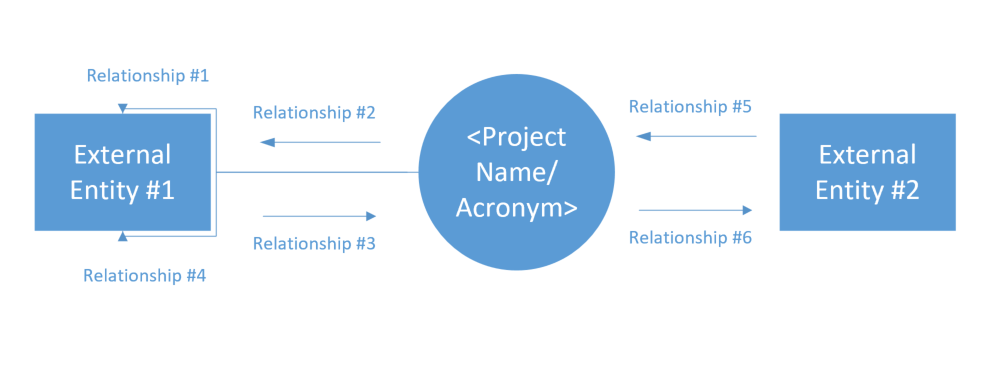 Relationship #1
Relationship #2
Relationship #5
External
Entity #1
<Project
Name/
Acronym>
External
Entity #2
Relationship #3
Relationship #6
Relationship #4